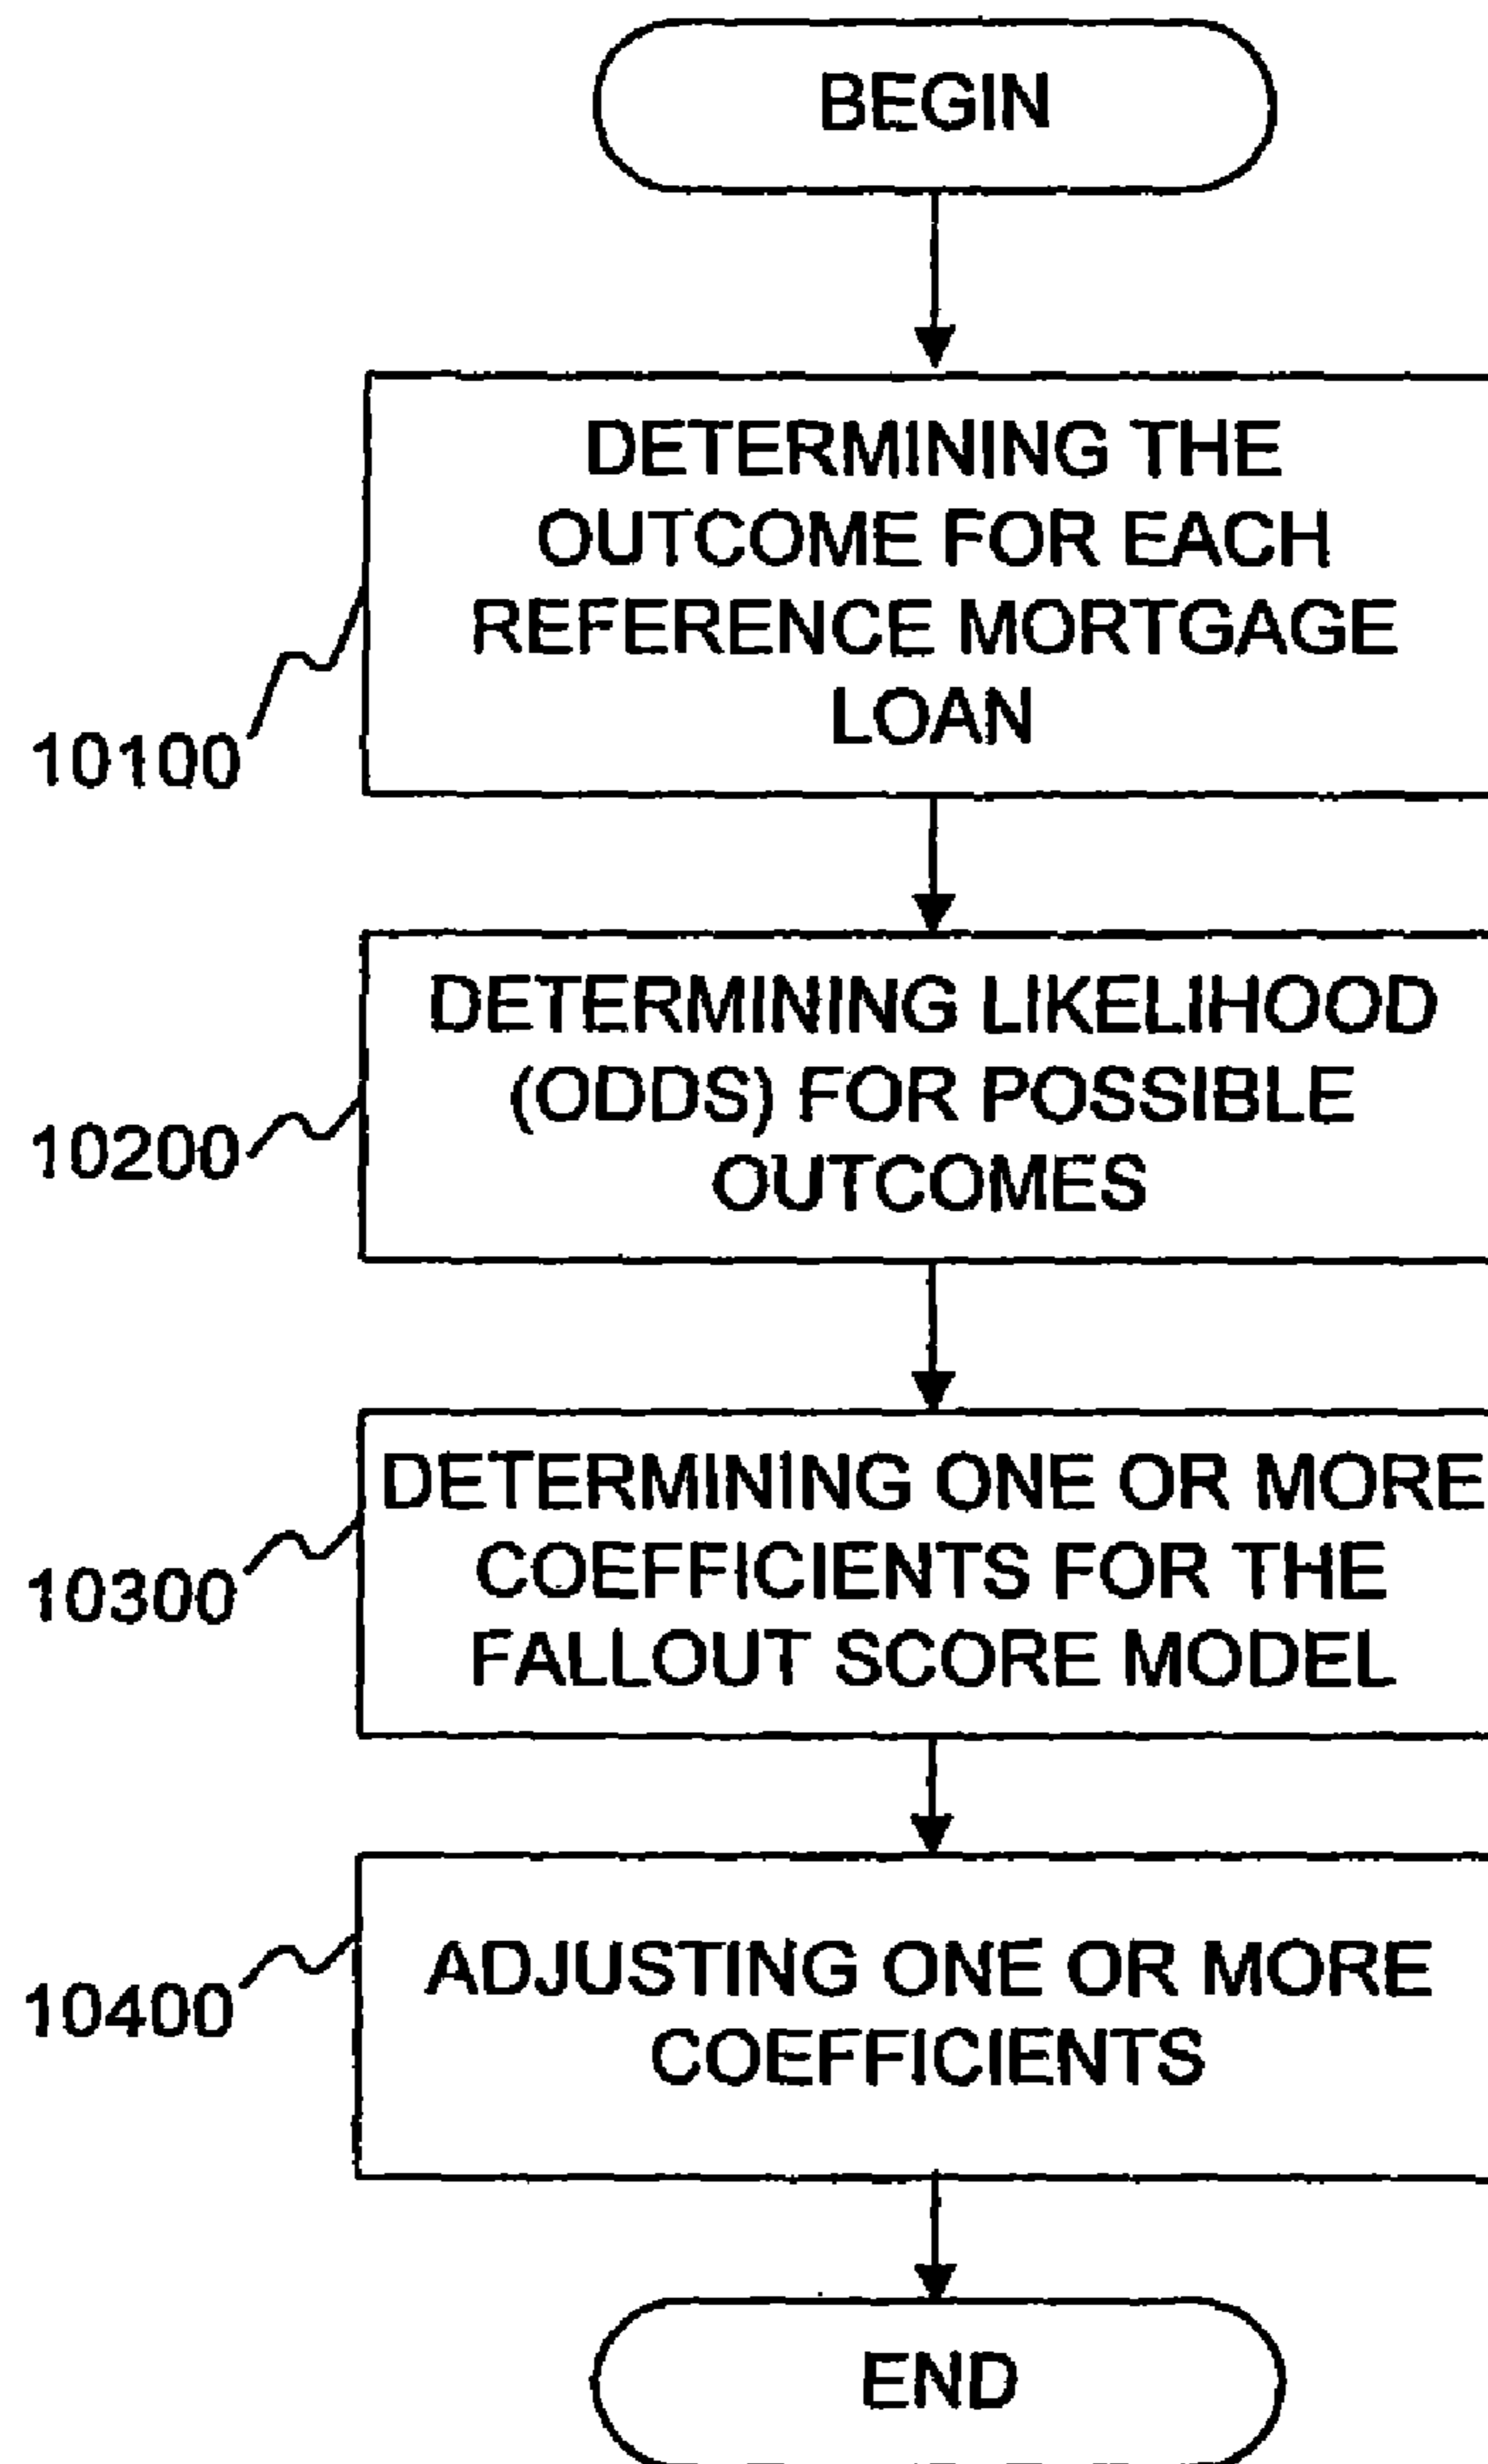 BEGIN
DETERMINING THE
OUTCOME FOR EACH
REFERENCE MORTGAGE
LOAN
10100
DETERMINING LIKELIHOOD
(ODDS) FOR POSSIBLE
OUTCOMES
10200
DETERMINING ONE OR MORE
COEFFICIENTS FOR THE
FALLOUT SCORE MODEL
10300
ADJUSTING ONE OR MORE
COEFFICIENTS
10400
END